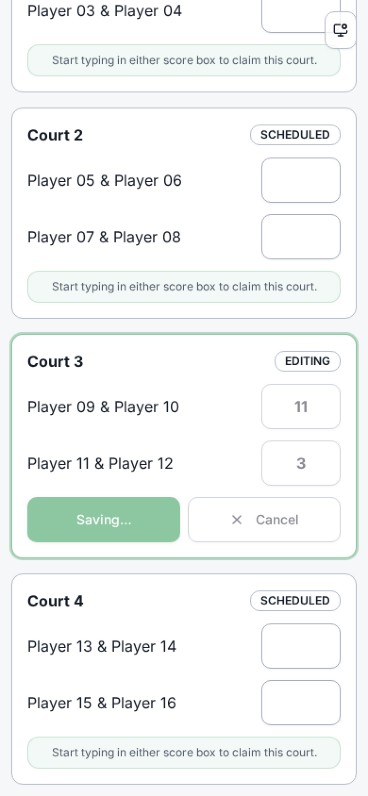 Player 03 & Player 04
Start typing in either score box to claim this court.
Court 2
SCHEDULED
Player 05 & Player 06
Player 07 & Player 08
Start typing in either score box to claim this court.
Court 3
EDITING
Player 09 & Player 10
11
Player 11 & Player 12
3
Saving...
Cancel
Court 4
SCHEDULED
Player 13 & Player 14
Player 15 & Player 16
Start typing in either score box to claim this court.